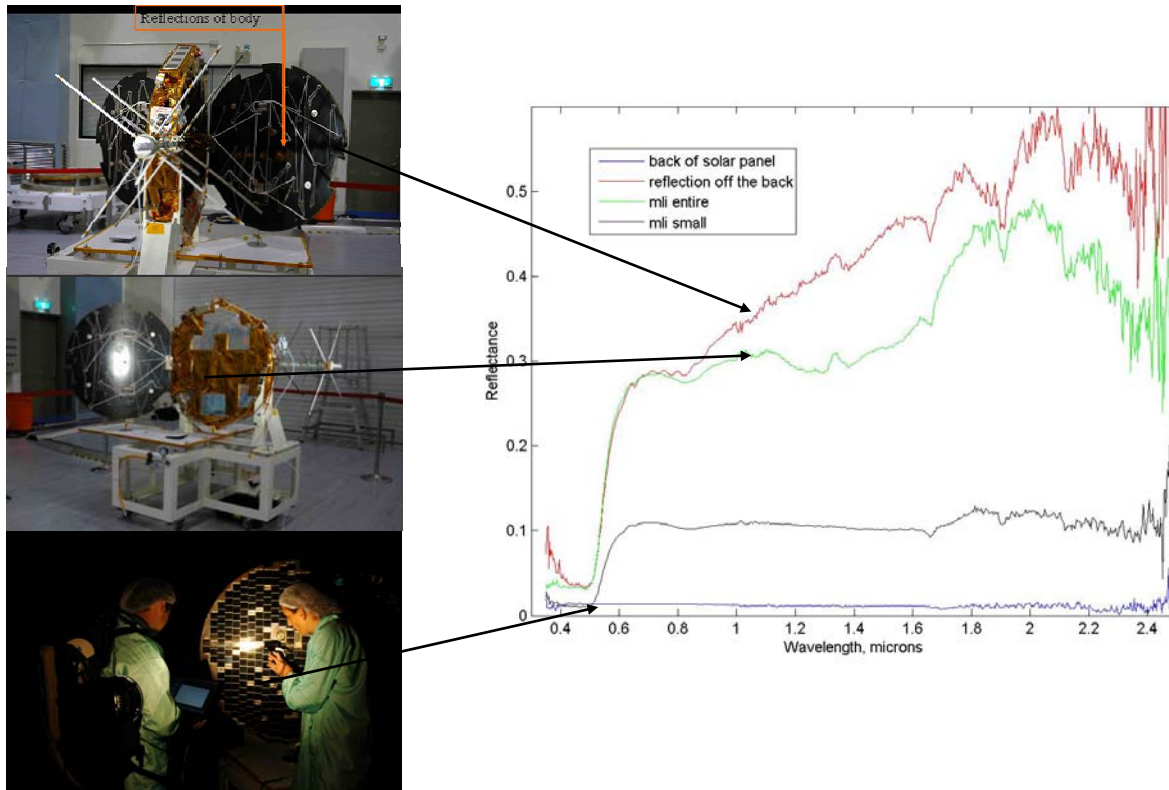 Reflections of body
back of solar panel
reflection off the back
mli entire
mli small
Reflectance
0.5
0.4
0.3
0.2
0.1
0
0.4 0.6 0.8 1 1.2 1.4 1.6 1.8 2 2.2 2.4
Wavelength, microns